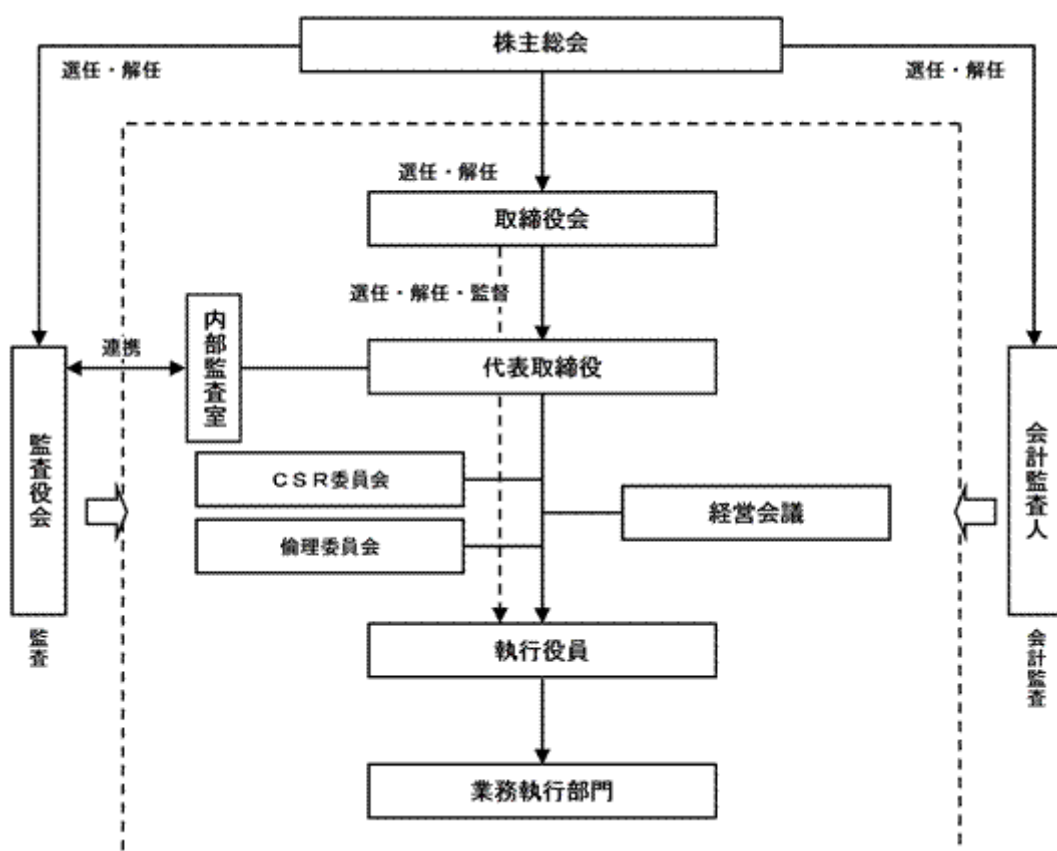 株主総会
選任・解任
選任・解任
選任・解任
取締役会
選任・解任・監督
内部監査室
連携
代表取締役
監査役会
会計監査人
CSR委員会
経営会議
倫理委員会
執行役員
監査
会計監査
業務執行部門